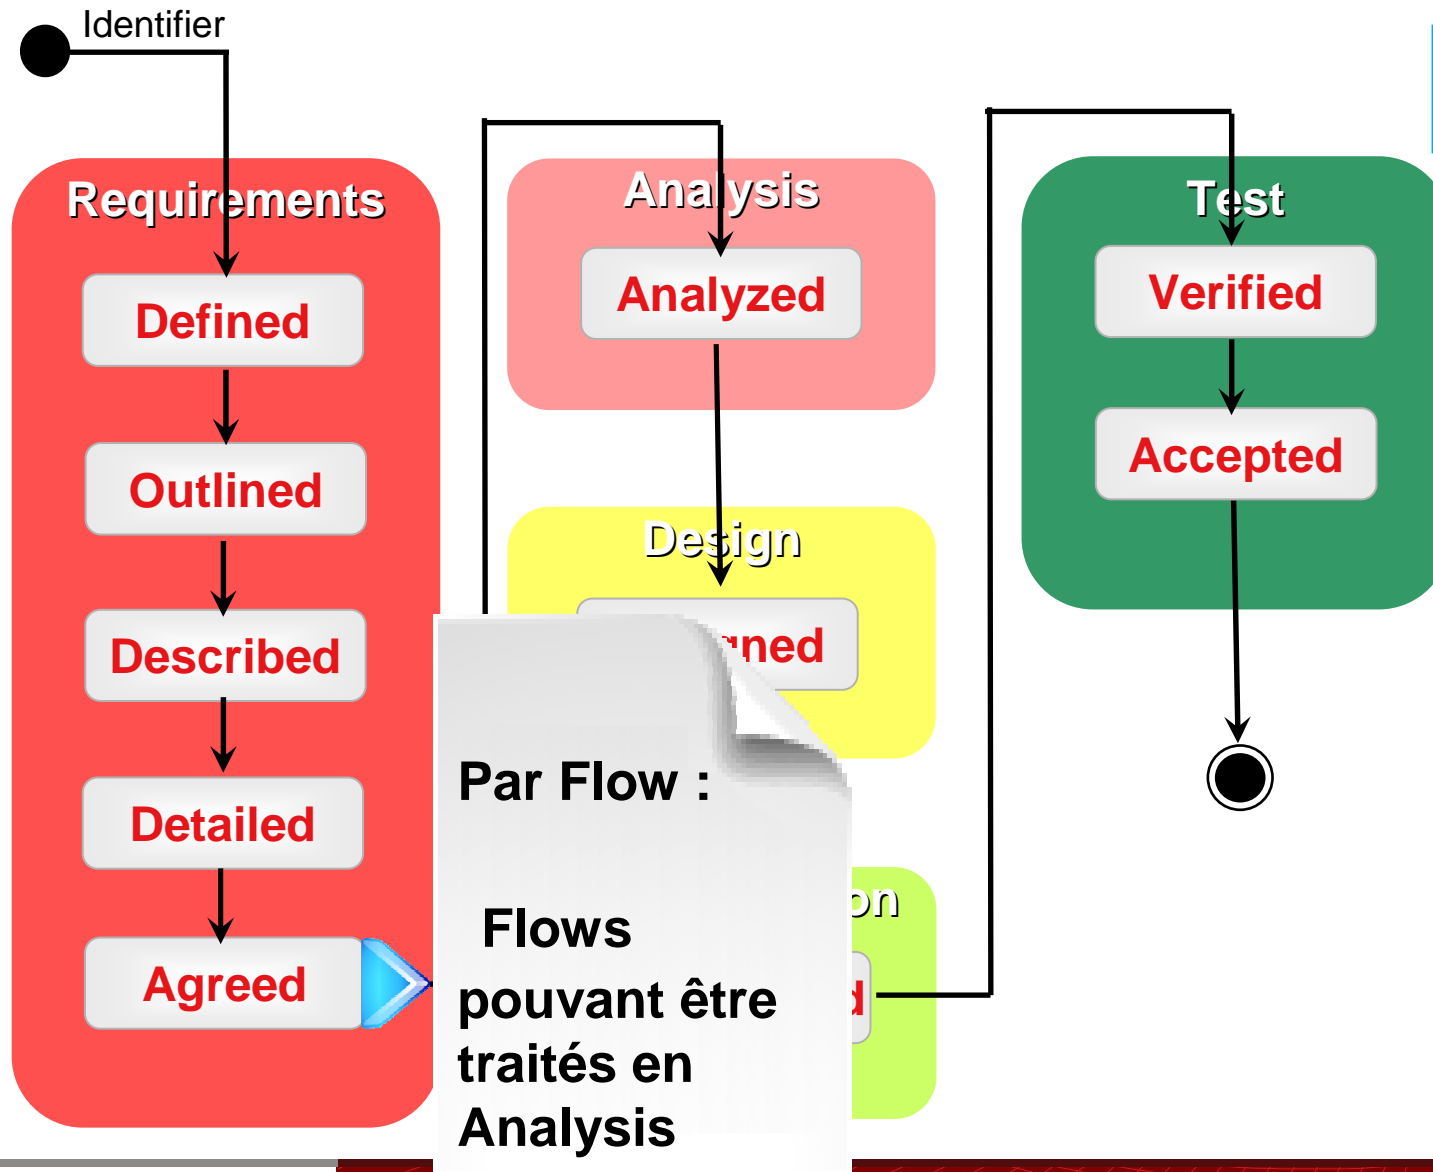 Identifier
Requirements
Defined
Outlined
Described
Detailed
Agreed
Analysis
Analyzed
Design
Par Flow :
Flows
pouvant être
traités en
Analysis
Test
Verified
Accepted